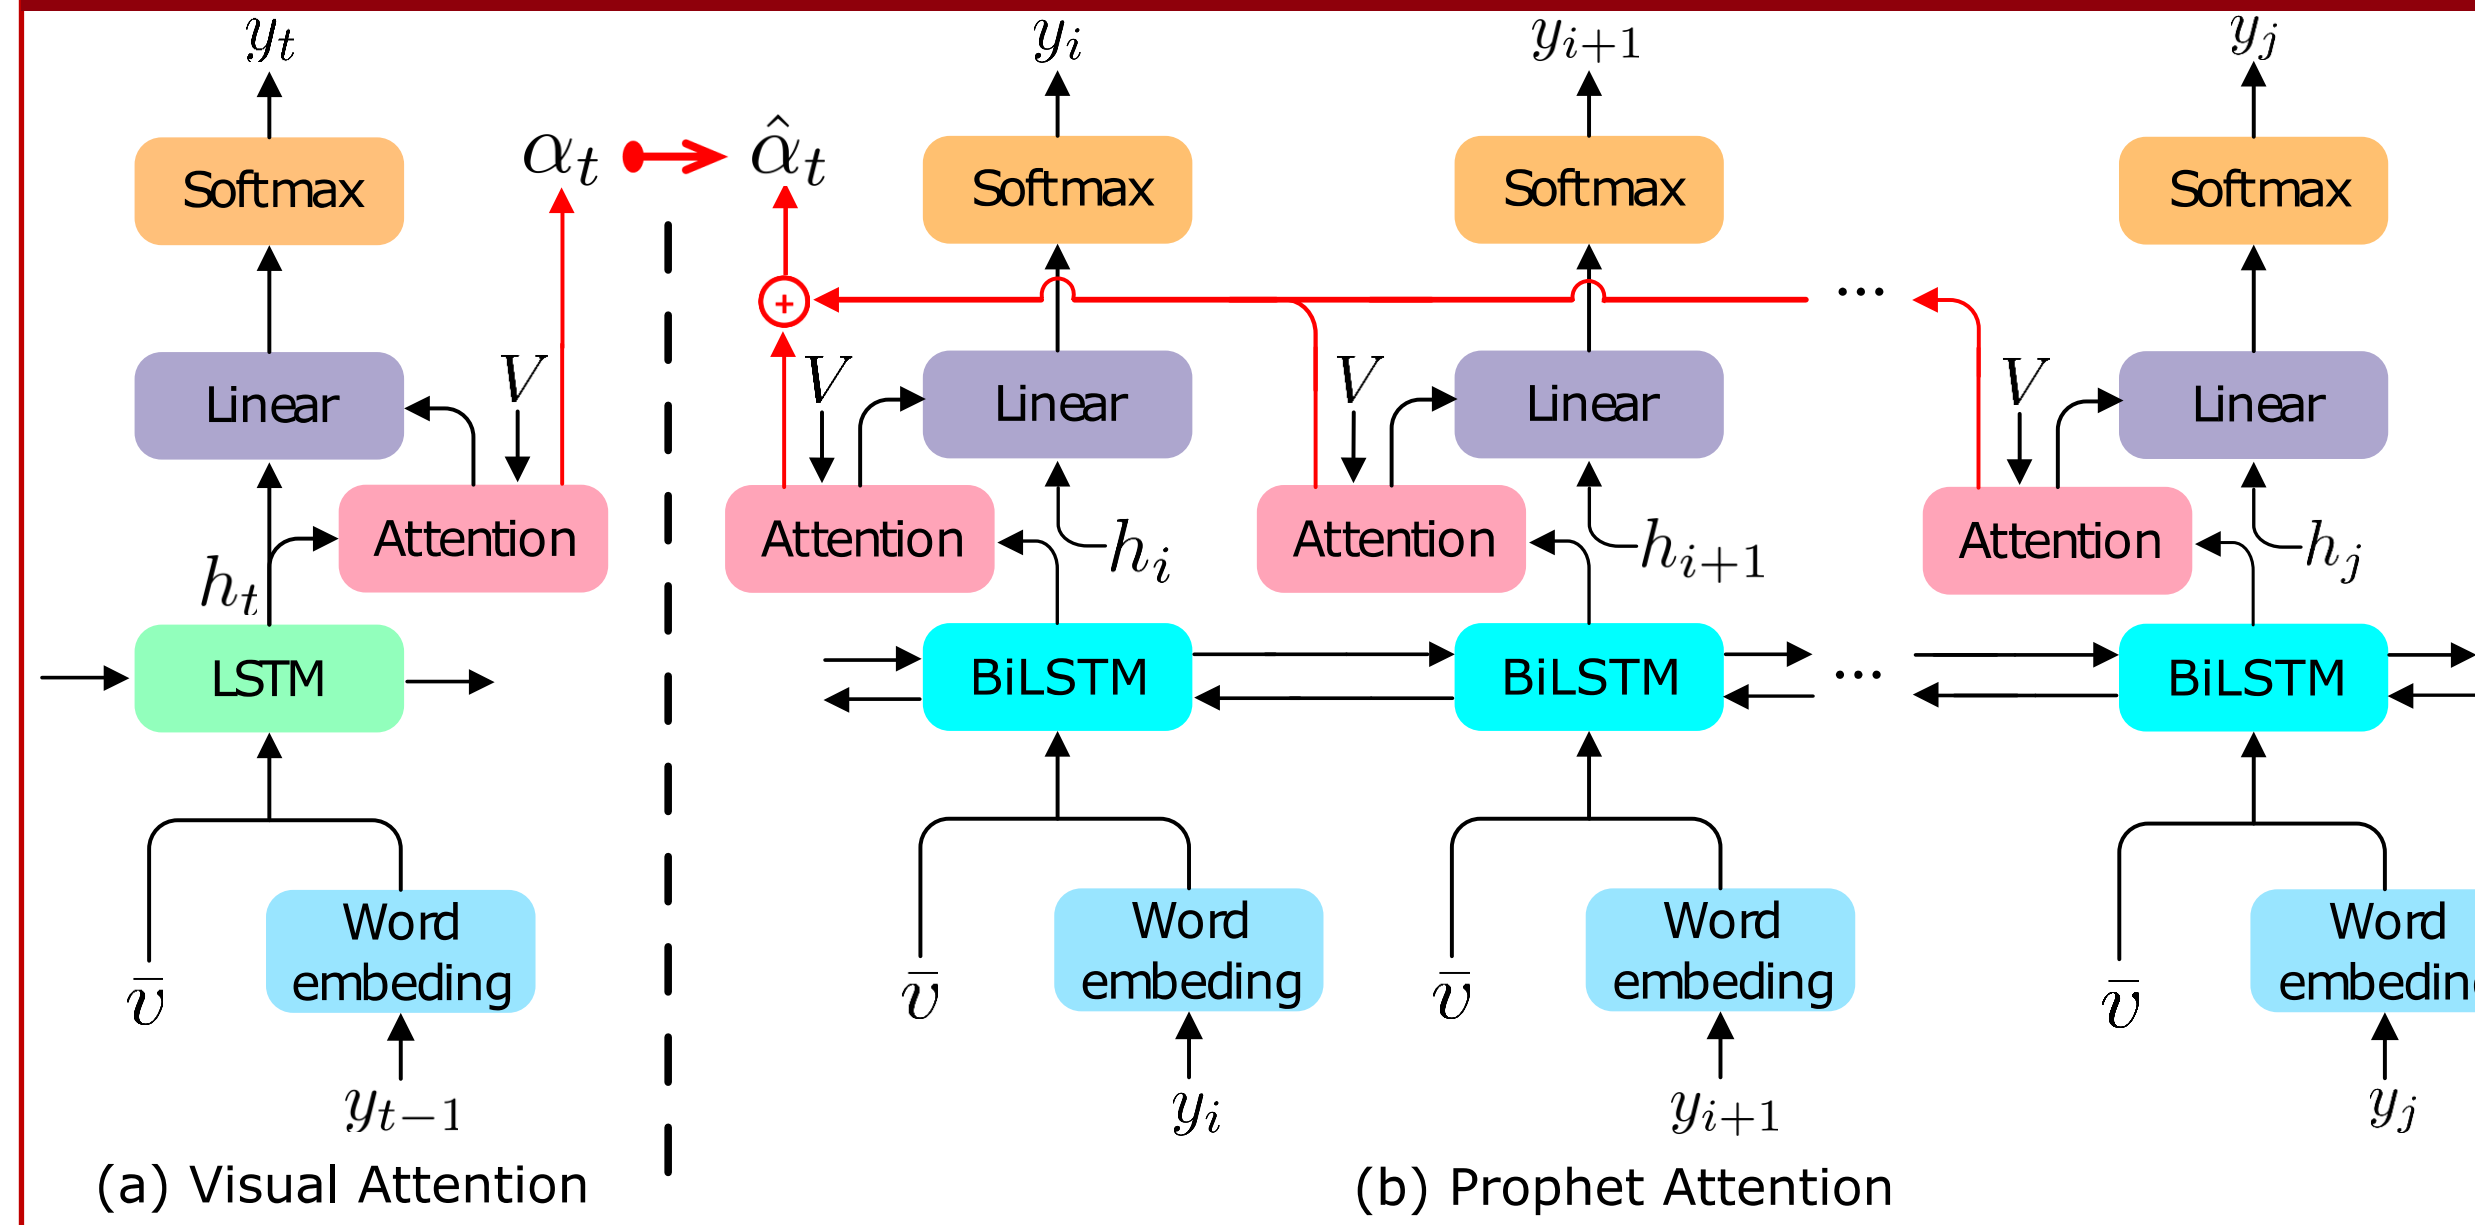 y_t y_i y_{i+1} y_j
α_t α̂_t
Softmax Softmax Softmax Softmax
+ ...
V V V V
Linear Linear Linear Linear
Attention Attention Attention Attention
h_t h_i h_{i+1} h_j
LSTM BiLSTM BiLSTM ... BiLSTM
Word Word Word Word
embeding embeding embeding embedin
v̅ v̅ v̅ v̅
y_{t−1} y_i y_{i+1} y_j
(a) Visual Attention (b) Prophet Attention